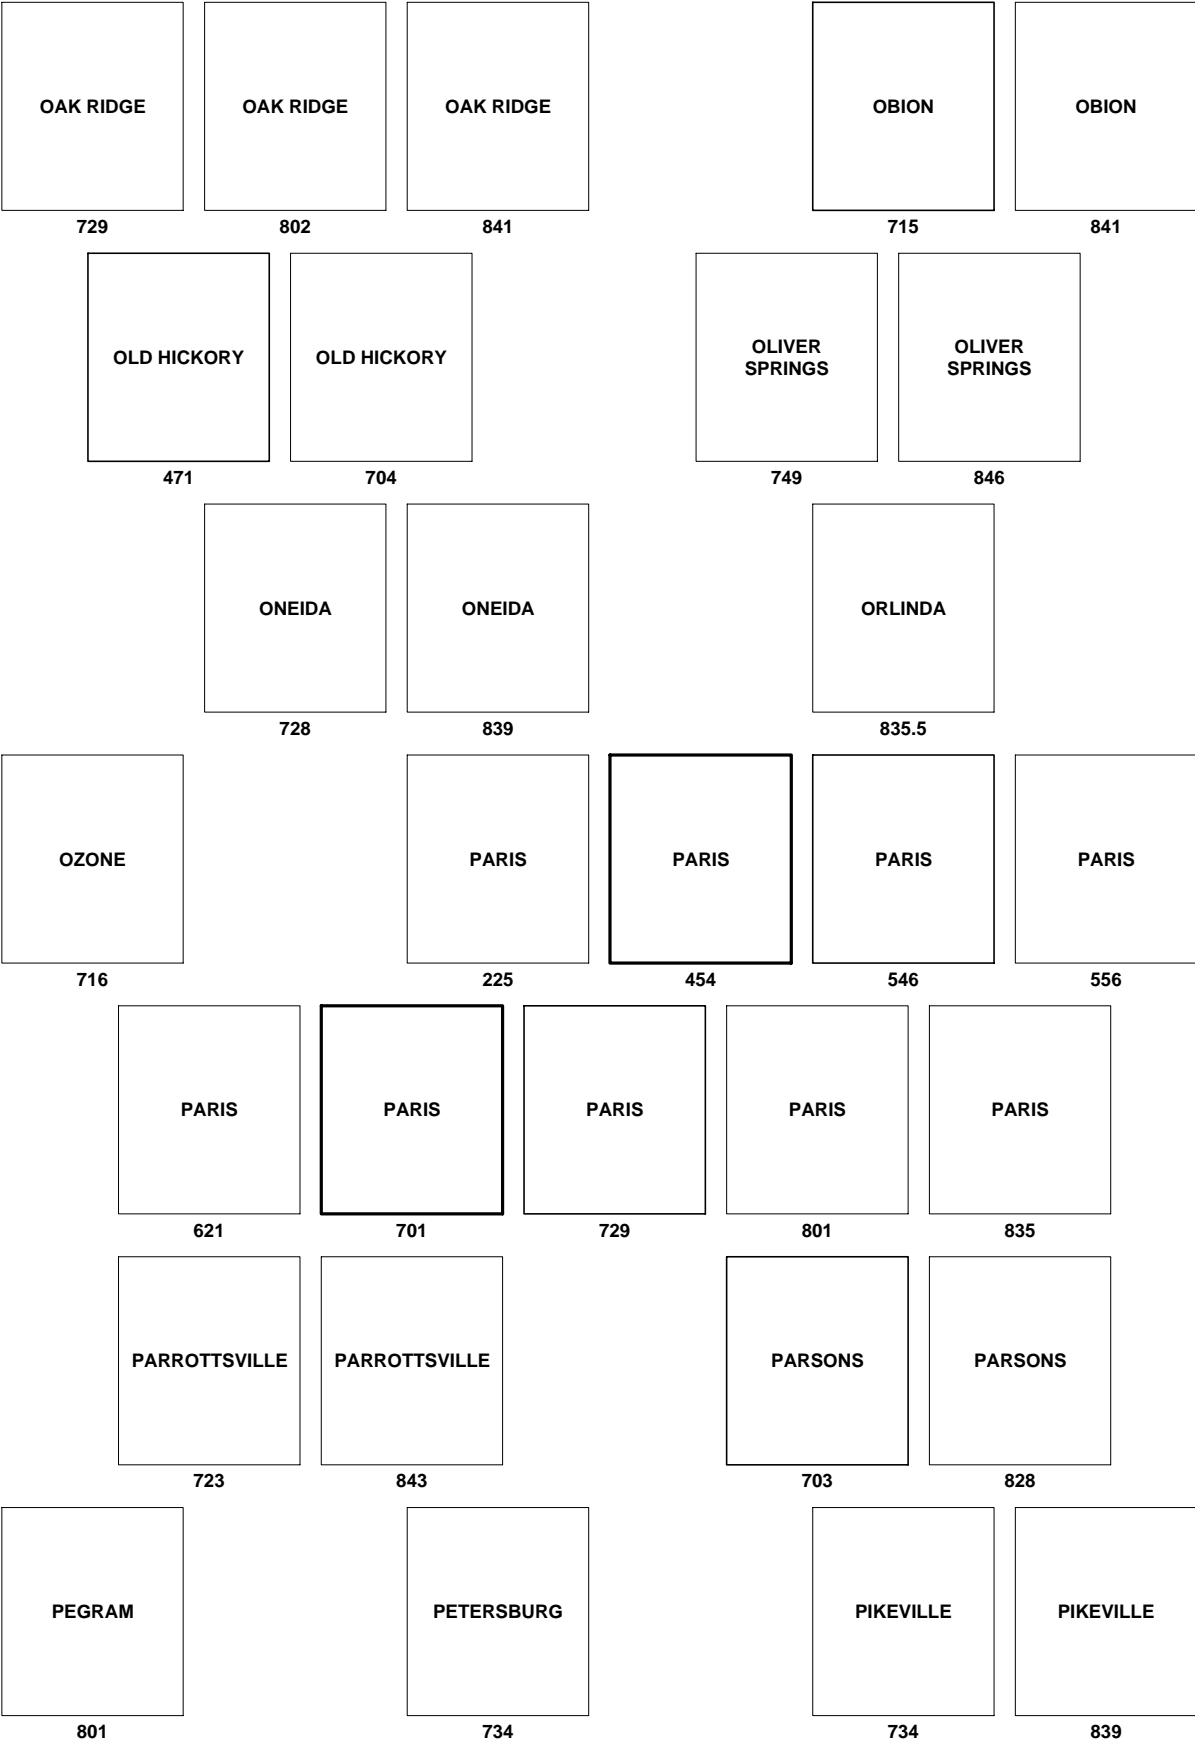 OAK RIDGE OAK RIDGE OAK RIDGE OBION OBION
729 802 841 715 841
OLD HICKORY OLD HICKORY OLIVER SPRINGS OLIVER SPRINGS
471 704 749 846
ONEIDA ONEIDA ORLINDA
728 839 835.5
OZONE PARIS PARIS PARIS PARIS
716 225 454 546 556
PARIS PARIS PARIS PARIS PARIS
621 701 729 801 835
PARROTTSVILLE PARROTTSVILLE PARSONS PARSONS
723 843 703 828
PEGRAM PETERSBURG PIKEVILLE PIKEVILLE
801 734 734 839